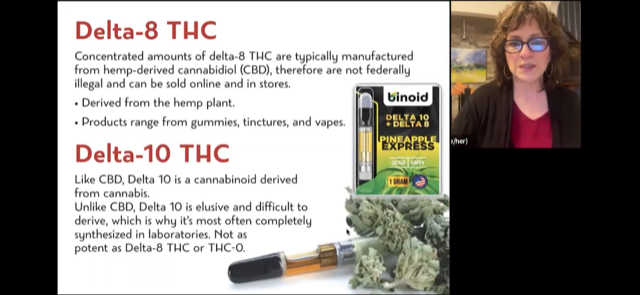 Delta-8 THC
Concentrated amounts of delta-8 THC are typically manufactured
from hemp-derived cannabidiol (CBD), therefore are not federally
illegal and can be sold online and in stores.
• Derived from the hemp plant.
• Products range from gummies, tinctures, and vapes.
Delta-10 THC
Like CBD, Delta 10 is a cannabinoid derived
from cannabis.
Unlike CBD, Delta 10 is elusive and difficult to
derive, which is why it's most often completely
synthesized in laboratories. Not as
potent as Delta-8 THC or THC-O.
binoid
DELTA 10
+ DELTA 8
PINEAPPLE
EXPRESS
1 GRAM
/her)